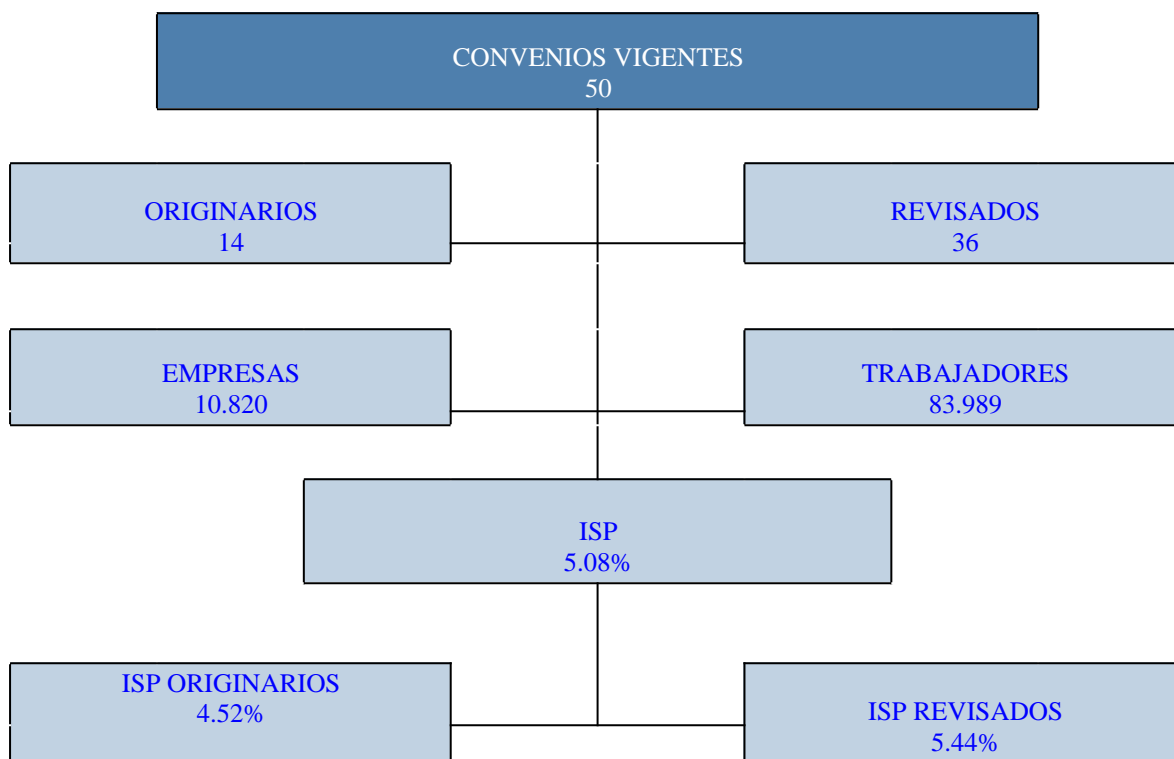 CONVENIOS VIGENTES
50
ORIGINARIOS
14
REVISADOS
36
EMPRESAS
10.820
TRABAJADORES
83.989
ISP
5.08%
ISP ORIGINARIOS
4.52%
ISP REVISADOS
5.44%